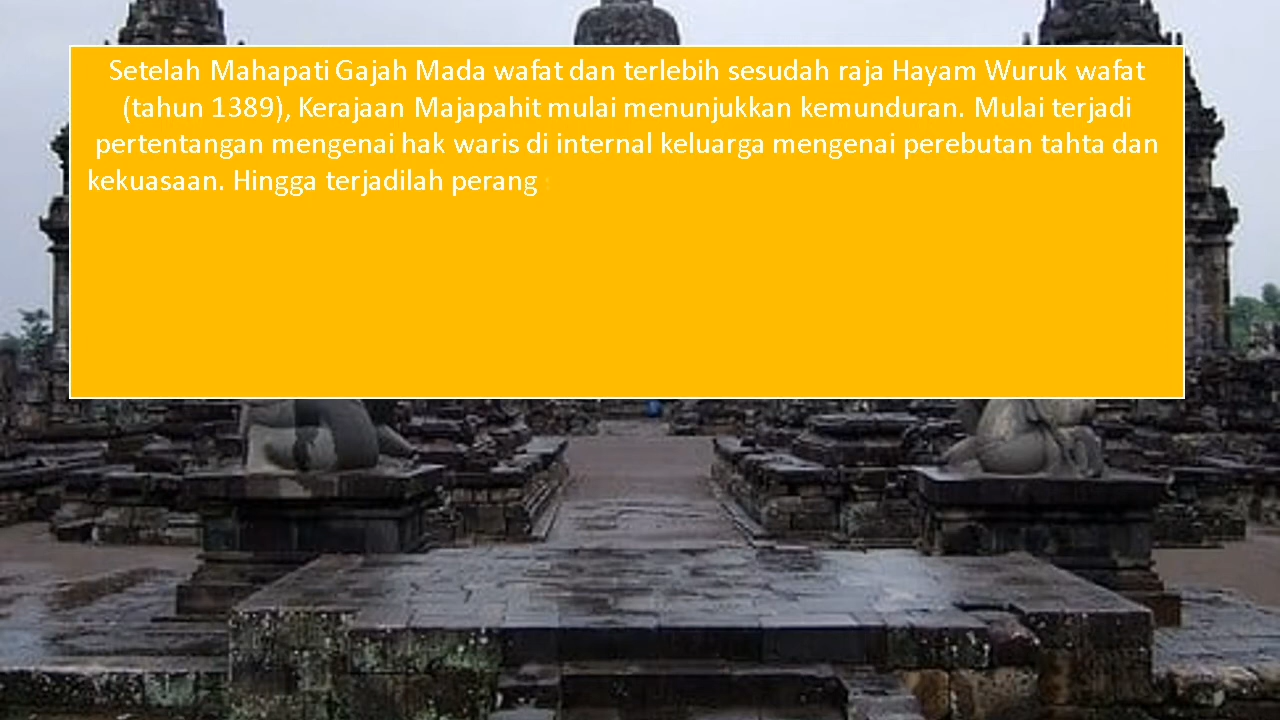 Setelah Mahapati Gajah Mada wafat dan terlebih sesudah raja Hayam Wuruk wafat
(tahun 1389), Kerajaan Majapahit mulai menunjukkan kemunduran. Mulai terjadi
pertentangan mengenai hak waris di internal keluarga mengenai perebutan tahta dan
kekuasaan. Hingga terjadilah perang :